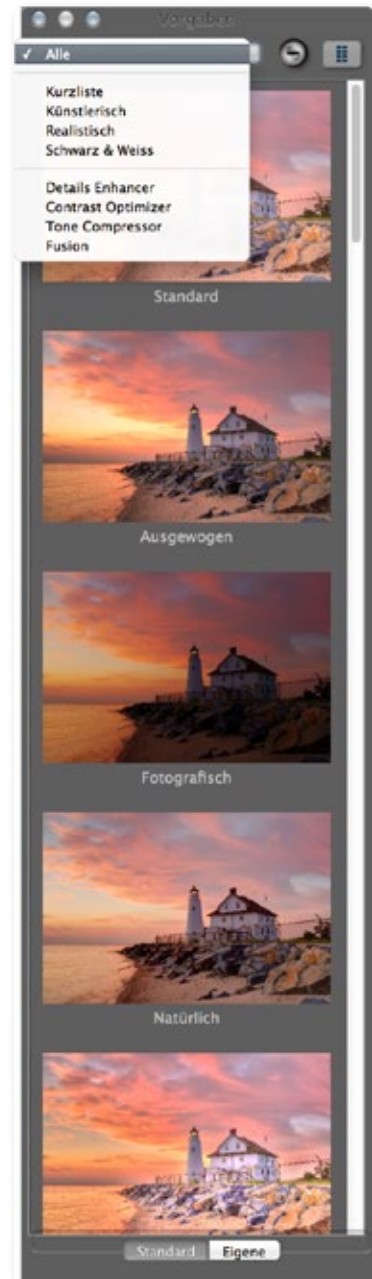 Vorgaben
✓ Alle
Kurzliste
Künstlerisch
Realistisch
Schwarz & Weiss
Details Enhancer
Contrast Optimizer
Tone Compressor
Fusion
Standard
Ausgewogen
Fotografisch
Natürlich
Standard Eigene